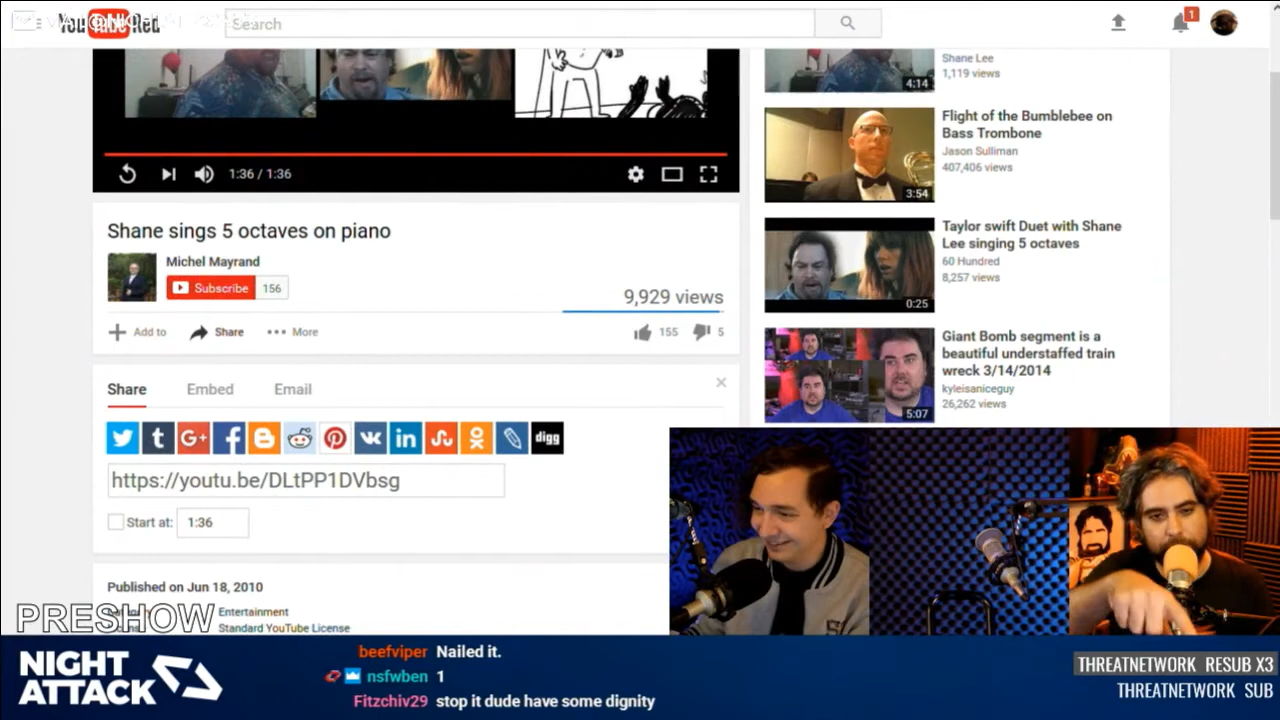 You Tube Red
Search
1
Shane Lee
1,119 views
4:14
Flight of the Bumblebee on
Bass Trombone
Jason Sulliman
407,406 views
3:54
1:36 / 1:36
Shane sings 5 octaves on piano
Michel Mayrand
Subscribe 156
9,929 views
Add to Share More
155 5
Taylor swift Duet with Shane
Lee singing 5 octaves
60 Hundred
8,257 views
0:25
Giant Bomb segment is a
beautiful understaffed train
wreck 3/14/2014
kyleisaniceguy
26,262 views
5:07
Share Embed Email
digg
https://youtu.be/DLtPP1DVbsg
Start at: 1:36
Published on Jun 18, 2010
Entertainment
Standard YouTube License
PRESHOW
NIGHT
ATTACK
beefviper Nailed it.
nsfwben 1
Fitzchiv29 stop it dude have some dignity
THREATNETWORK RESUB X3
THREATNETWORK SUB